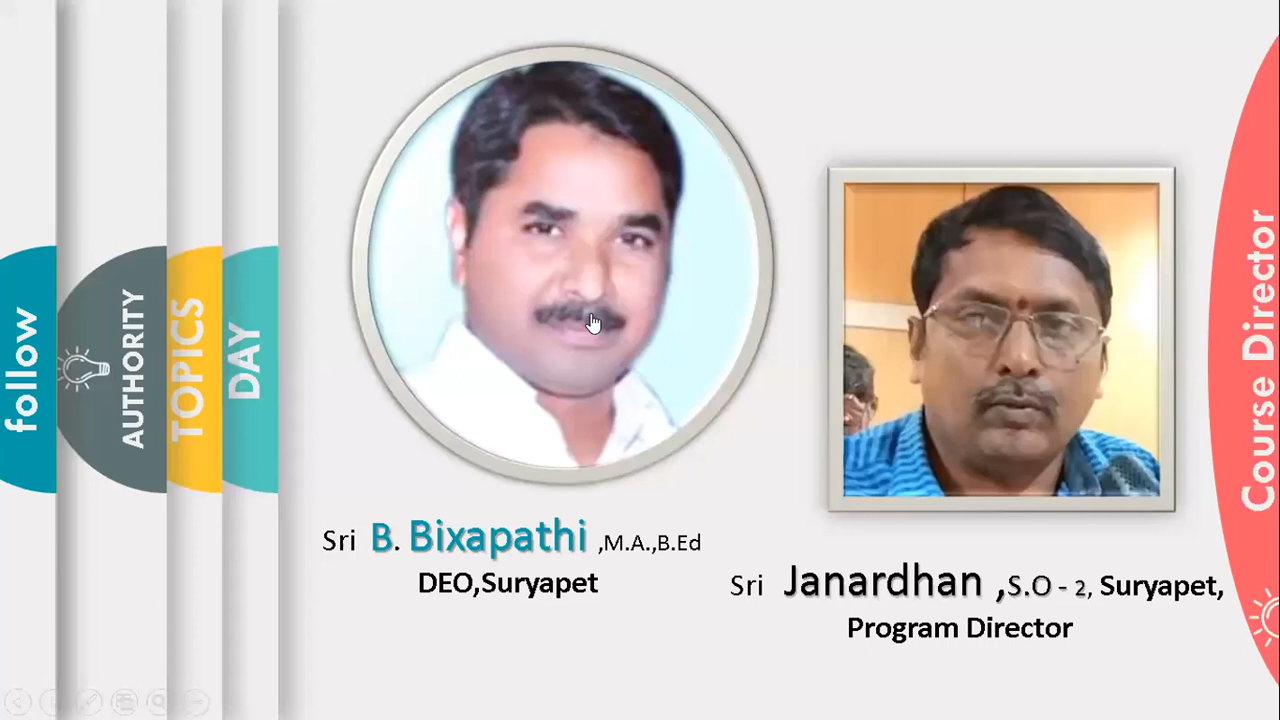 follow
AUTHORITY
TOPICS
DAY
Course Director
Sri B. Bixapathi ,M.A.,B.Ed
DEO,Suryapet
Sri Janardhan ,S.O - 2, Suryapet,
Program Director